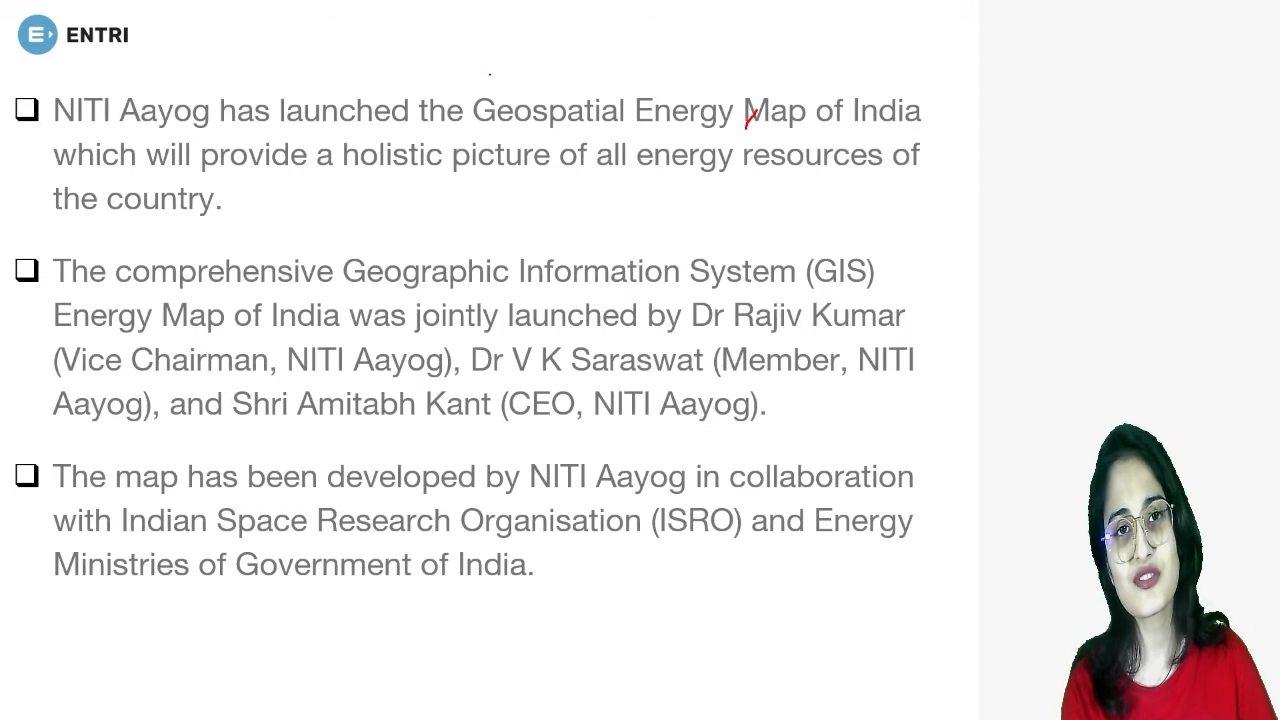 ENTRI
NITI Aayog has launched the Geospatial Energy Map of India
which will provide a holistic picture of all energy resources of
the country.
The comprehensive Geographic Information System (GIS)
Energy Map of India was jointly launched by Dr Rajiv Kumar
(Vice Chairman, NITI Aayog), Dr V K Saraswat (Member, NITI
Aayog), and Shri Amitabh Kant (CEO, NITI Aayog).
The map has been developed by NITI Aayog in collaboration
with Indian Space Research Organisation (ISRO) and Energy
Ministries of Government of India.